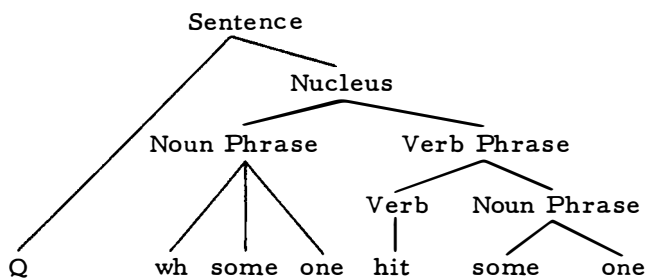 Sentence
Nucleus
Noun Phrase Verb Phrase
Verb Noun Phrase
Q wh some one hit some one